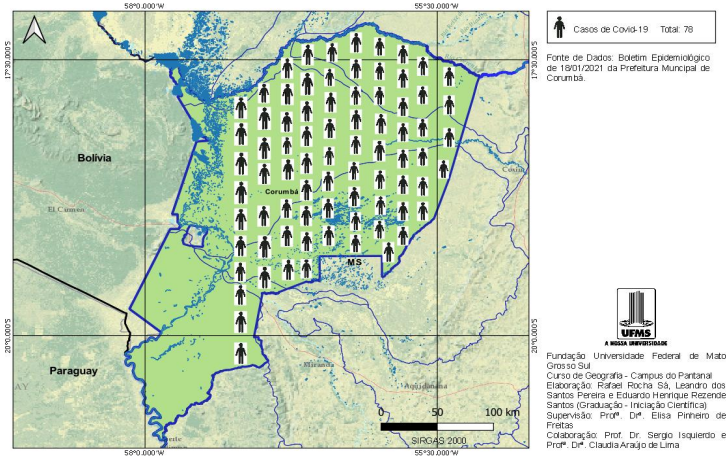 58°0.000'W
55°30.000'W
17°30.000'S
17°30.000'S
Bolívia
El Carmen
Corumbá
Coxim
MS
20°0.000'S
20°0.000'S
Paraguay
AY
Miranda
Aquidauana
0 50 100 km
SIRGAS 2000
58°0.000'W
55°30.000'W
Casos de Covid-19 Total: 78
Fonte de Dados: Boletim Epidemiológico
de 18/01/2021 da Prefeitura Muncipal de
Corumbá.
UFMS
A NOSSA UNIVERSIDADE
Fundação Universidade Federal de Mato
Grosso Sul
Curso de Geografia - Campus do Pantanal
Elaboração: Rafael Rocha Sá, Leandro dos
Santos Pereira e Eduardo Henrique Rezende
Santos (Graduação - Iniciação Científica)
Supervisão: Profª. Drª. Elisa Pinheiro de
Freitas
Colaboração: Prof. Dr. Sergio Isquierdo e
Profª. Drª. Claudia Araújo de Lima